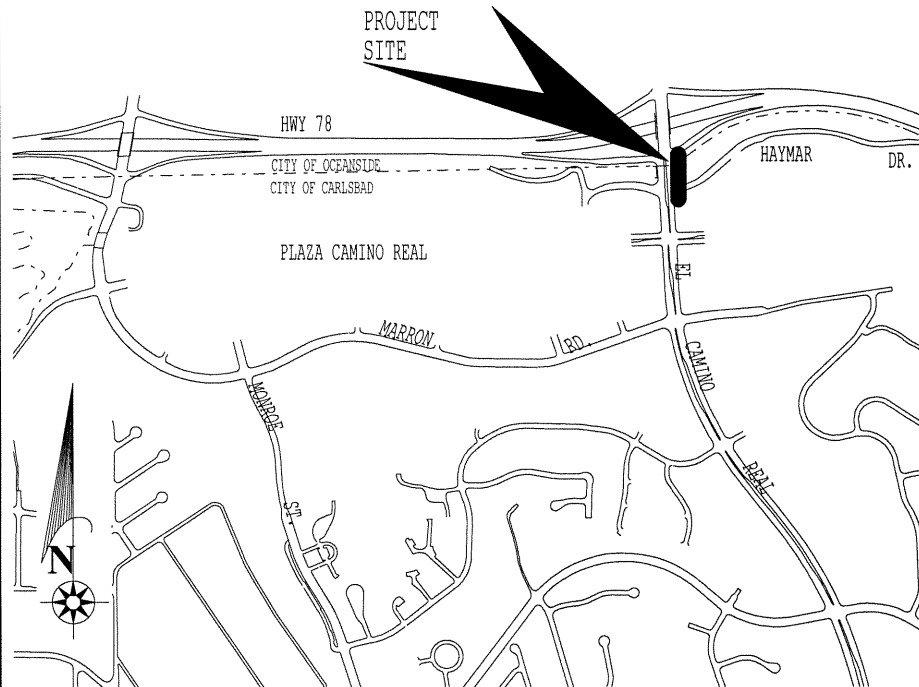 PROJECT
SITE
HWY 78
CITY OF OCEANSIDE
CITY OF CARLSBAD
HAYMAR DR.
PLAZA CAMINO REAL
EL CAMINO REAL
MARRON RD.
MONROE ST.
N